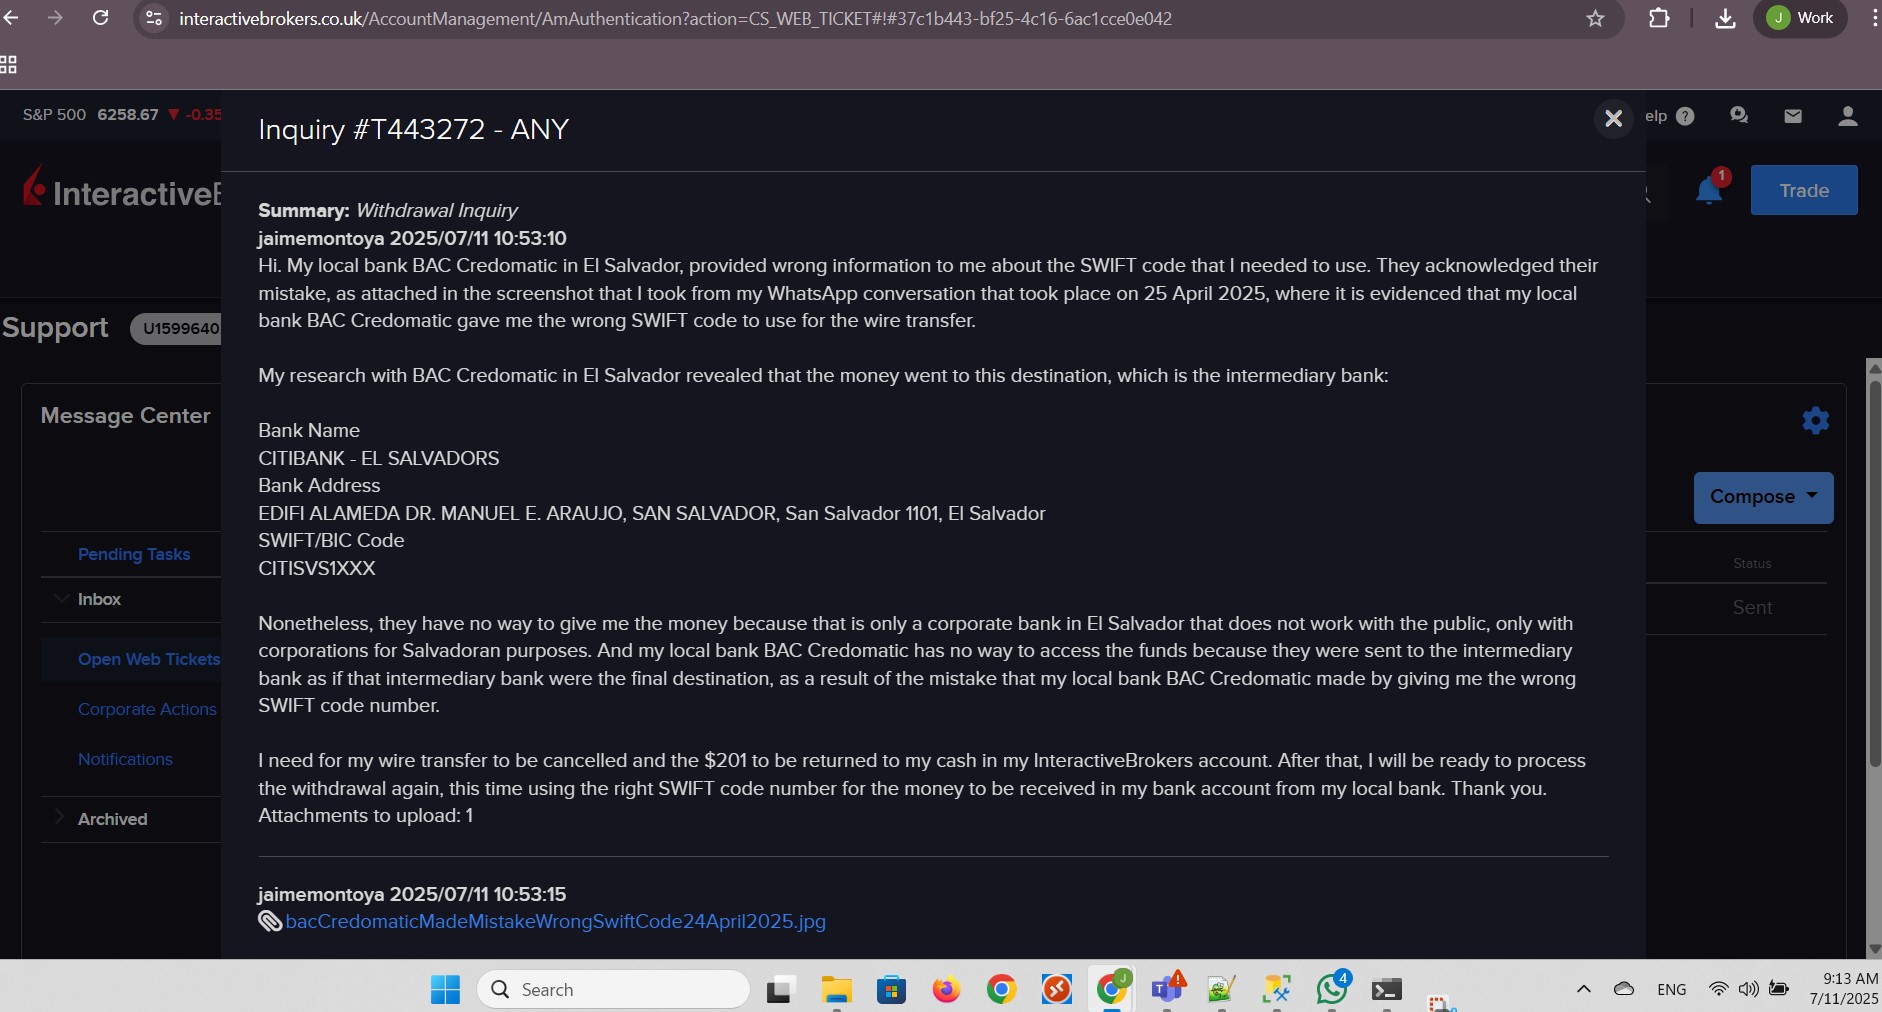 interactivebrokers.co.uk/AccountManagement/AmAuthentication?action=CS_WEB_TICKET#!#37c1b443-bf25-4c16-6ac1cce0e042
J Work
S&P 500 6258.67 ▼ -0.35
elp ?
Inquiry #T443272 - ANY
Interactive
1
Trade
Support U1599640
Message Center
Compose
Pending Tasks
Inbox
Open Web Tickets
Corporate Actions
Notifications
Archived
Status
Sent
Summary: Withdrawal Inquiry
jaimemontoya 2025/07/11 10:53:10
Hi. My local bank BAC Credomatic in El Salvador, provided wrong information to me about the SWIFT code that I needed to use. They acknowledged their
mistake, as attached in the screenshot that I took from my WhatsApp conversation that took place on 25 April 2025, where it is evidenced that my local
bank BAC Credomatic gave me the wrong SWIFT code to use for the wire transfer.
My research with BAC Credomatic in El Salvador revealed that the money went to this destination, which is the intermediary bank:
Bank Name
CITIBANK - EL SALVADORS
Bank Address
EDIFI ALAMEDA DR. MANUEL E. ARAUJO, SAN SALVADOR, San Salvador 1101, El Salvador
SWIFT/BIC Code
CITISVS1XXX
Nonetheless, they have no way to give me the money because that is only a corporate bank in El Salvador that does not work with the public, only with
corporations for Salvadoran purposes. And my local bank BAC Credomatic has no way to access the funds because they were sent to the intermediary
bank as if that intermediary bank were the final destination, as a result of the mistake that my local bank BAC Credomatic made by giving me the wrong
SWIFT code number.
I need for my wire transfer to be cancelled and the $201 to be returned to my cash in my InteractiveBrokers account. After that, I will be ready to process
the withdrawal again, this time using the right SWIFT code number for the money to be received in my bank account from my local bank. Thank you.
Attachments to upload: 1
jaimemontoya 2025/07/11 10:53:15
bacCredomaticMadeMistakeWrongSwiftCode24April2025.jpg
Search
J
4
ENG
9:13 AM
7/11/2025